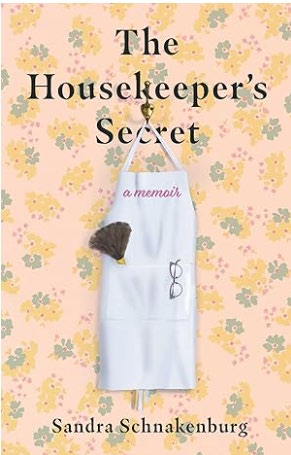 The
Housekeeper's
Secret
a memoir
Sandra Schnakenburg